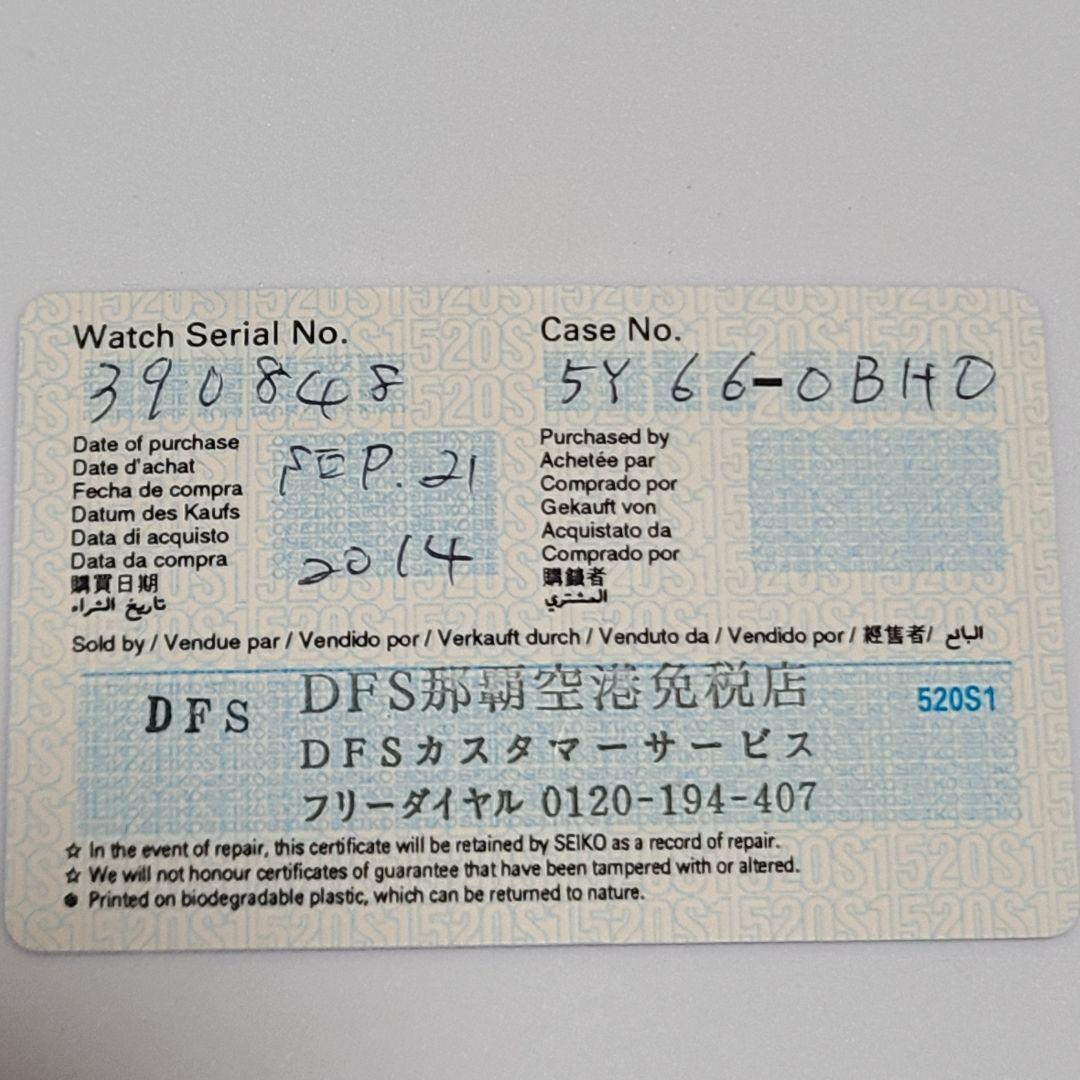 Watch Serial No.
390848
Case No.
5Y66-0BH0
Date of purchase
Date d'achat
Fecha de compra
Datum des Kaufs
Data di acquisto
Data da compra
購買日期
تاريخ الشراء
SEP. 21
2014
Purchased by
Achetée par
Comprado por
Gekauft von
Acquistato da
Comprado por
購錶者
المشتري
Sold by / Vendue par / Vendido por / Verkauft durch / Venduto da / Vendido por / 經售者/ البائع
DFS
DFS那覇空港免税店
DFSカスタマーサービス
フリーダイヤル 0120-194-407
520S1
☆ In the event of repair, this certificate will be retained by SEIKO as a record of repair.
☆ We will not honour certificates of guarantee that have been tampered with or altered.
● Printed on biodegradable plastic, which can be returned to nature.